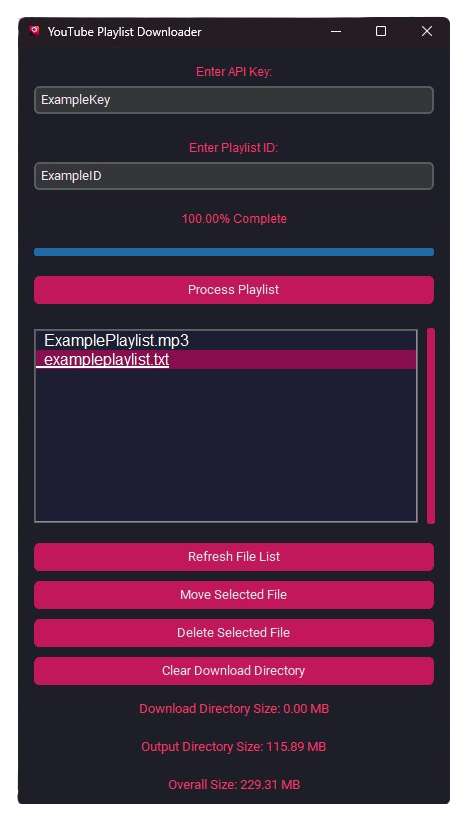 YouTube Playlist Downloader
Enter API Key:
ExampleKey
Enter Playlist ID:
ExampleID
100.00% Complete
Process Playlist
ExamplePlaylist.mp3
exampleplaylist.txt
Refresh File List
Move Selected File
Delete Selected File
Clear Download Directory
Download Directory Size: 0.00 MB
Output Directory Size: 115.89 MB
Overall Size: 229.31 MB